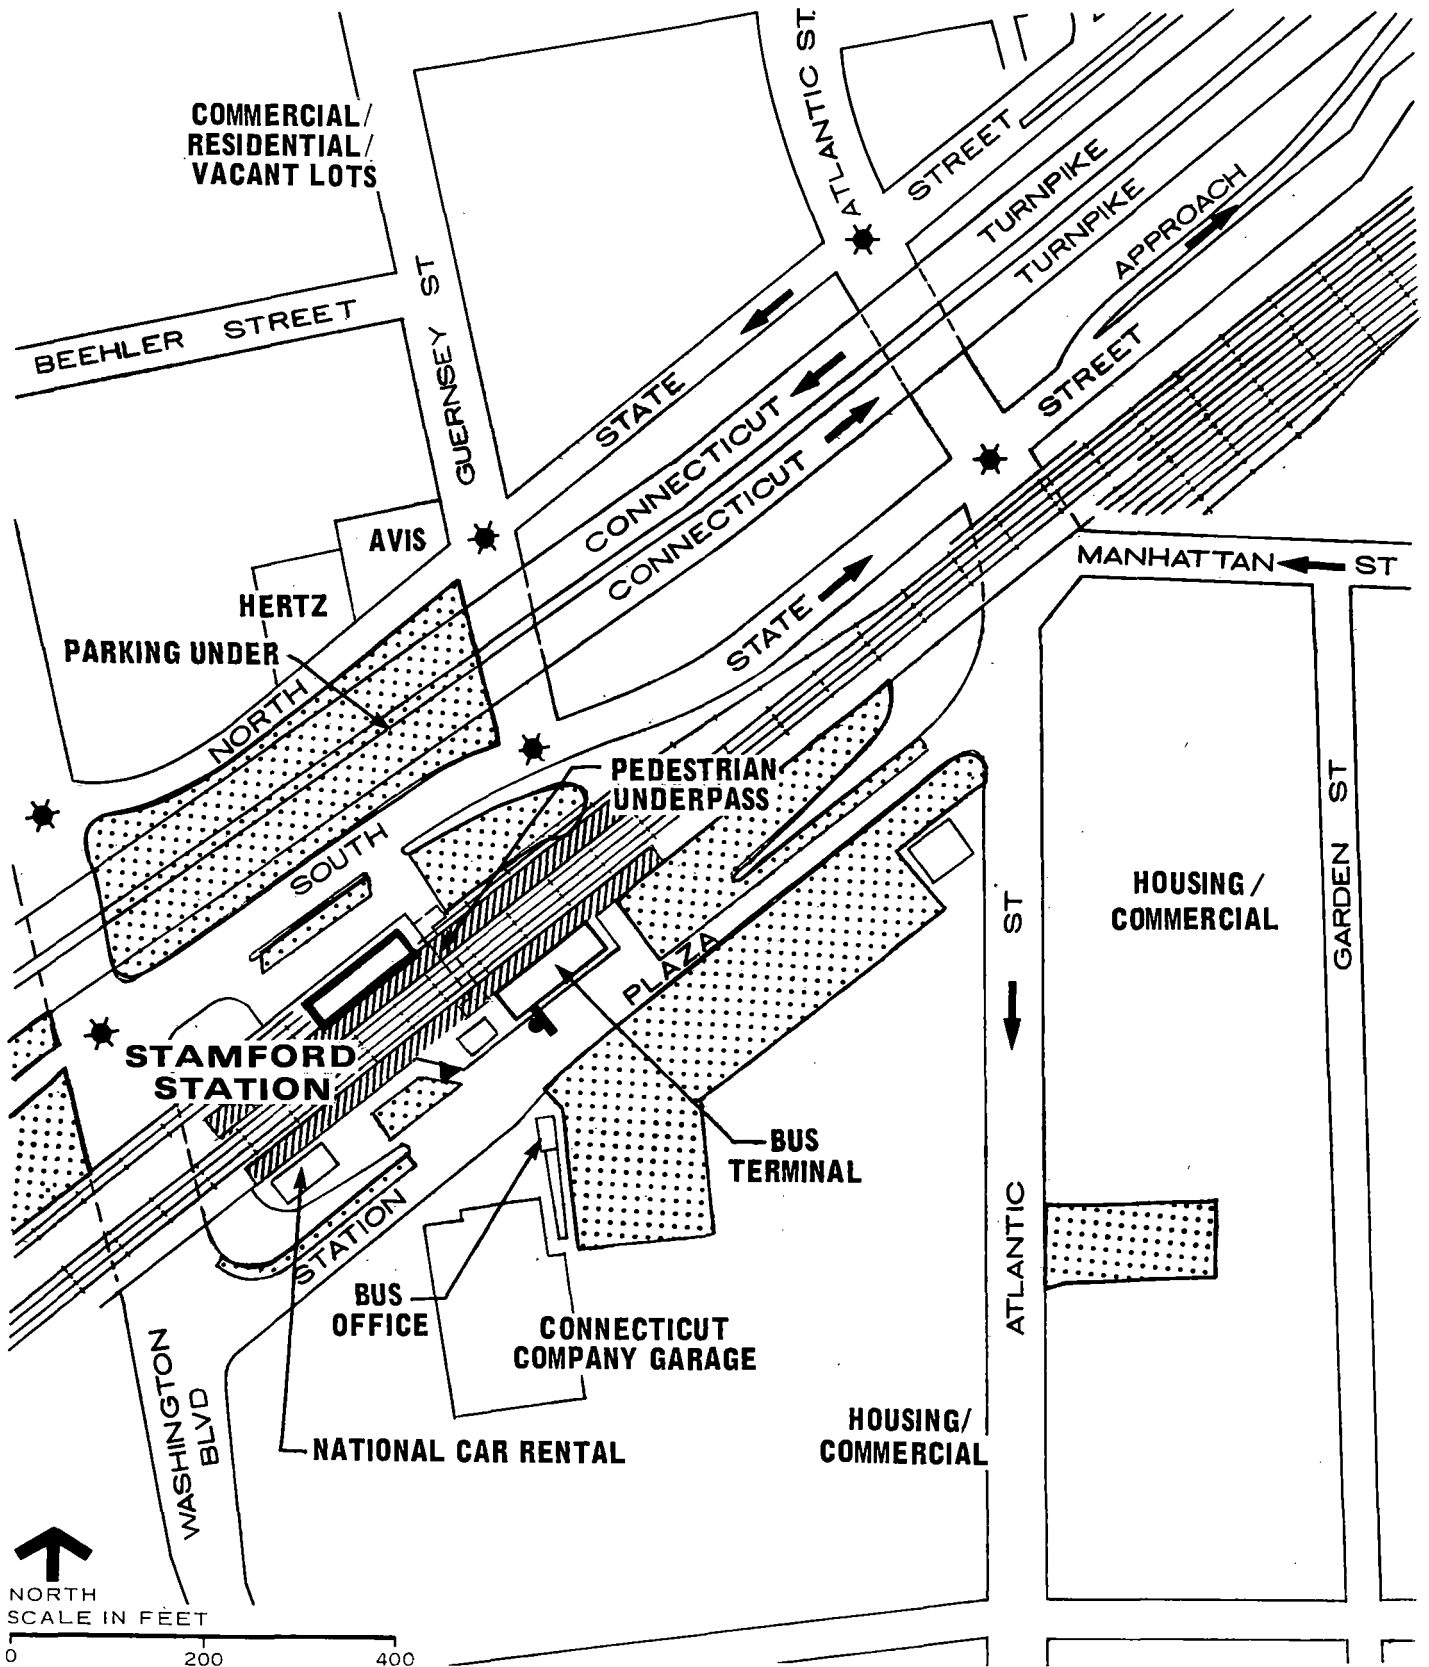 ATLANTIC ST.
COMMERCIAL/
RESIDENTIAL/
VACANT LOTS
STREET
TURNPIKE
TURNPIKE
APPROACH
BEEHLER STREET
GUERNSEY ST
STATE
STREET
CONNECTICUT
CONNECTICUT
AVIS
MANHATTAN ST
HERTZ
STATE
PARKING UNDER
NORTH
PEDESTRIAN
UNDERPASS
SOUTH
GARDEN ST
HOUSING/
COMMERCIAL
ST
PLAZA
STAMFORD
STATION
BUS
TERMINAL
STATION
ATLANTIC
BUS
OFFICE
CONNECTICUT
COMPANY GARAGE
WASHINGTON
BLVD
HOUSING/
COMMERCIAL
NATIONAL CAR RENTAL
NORTH
SCALE IN FEET
0 200 400